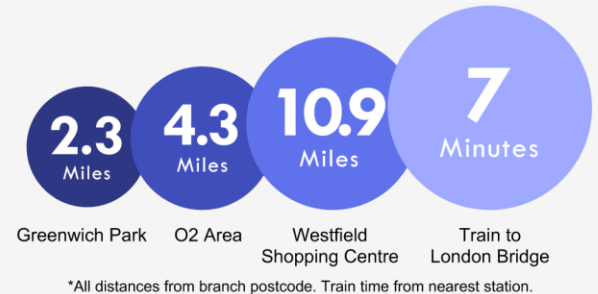 2.3
Miles
4.3
Miles
10.9
Miles
7
Minutes
Greenwich Park
O2 Area
Westfield
Shopping Centre
Train to
London Bridge
*All distances from branch postcode. Train time from nearest station.